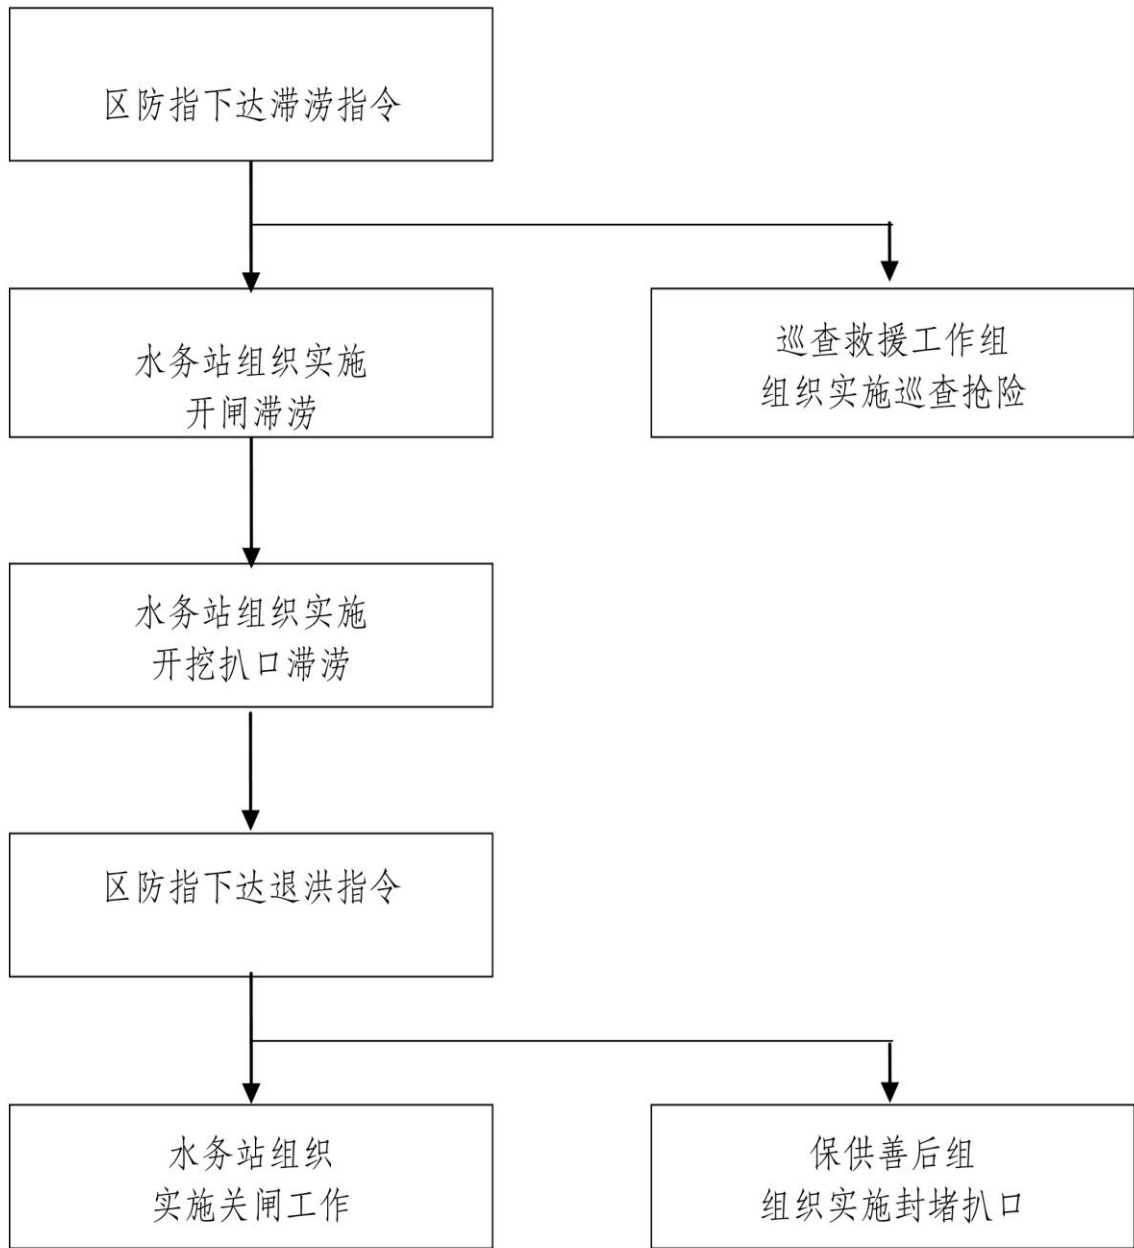 区防指下达滞涝指令
水务站组织实施
开闸滞涝
巡查救援工作组
组织实施巡查抢险
水务站组织实施
开挖扒口滞涝
区防指下达退洪指令
水务站组织
实施关闸工作
保供善后组
组织实施封堵扒口